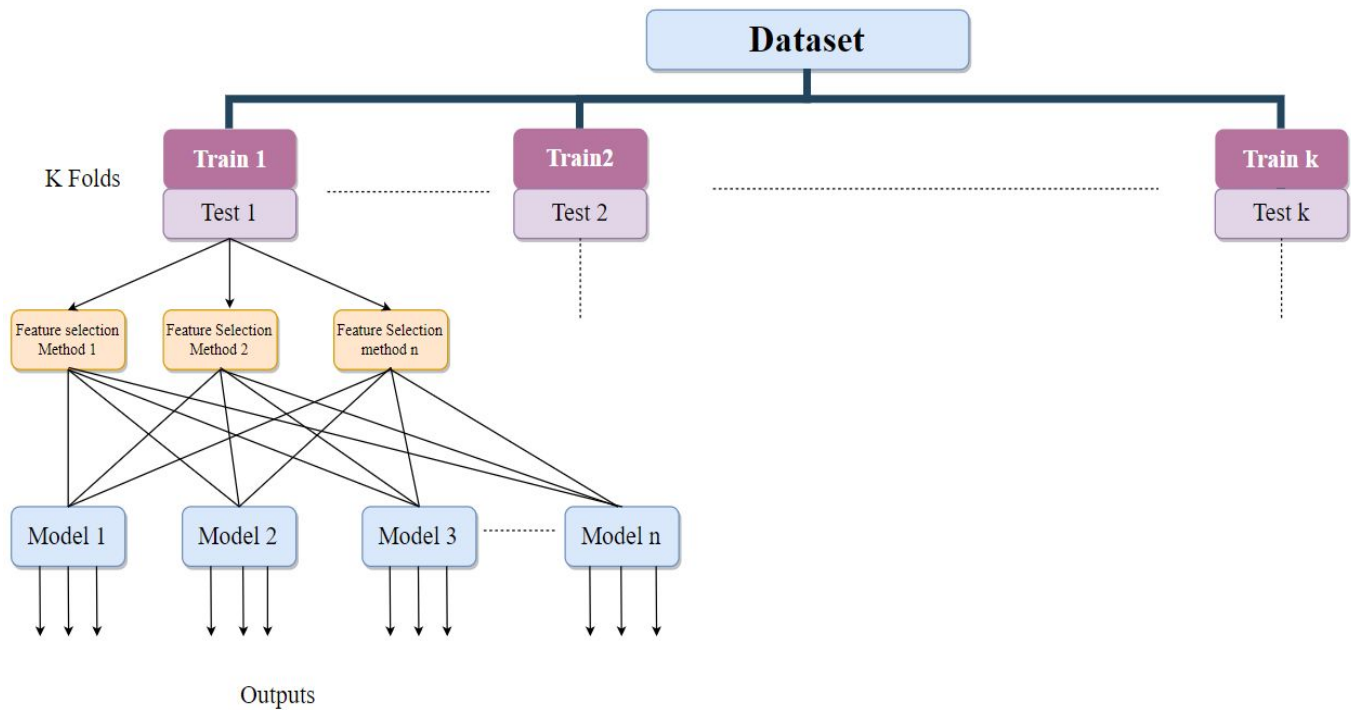 Dataset
Train 1
Train2
Train k
K Folds
Test 1
Test 2
Test k
Feature selection
Method 1
Feature Selection
Method 2
Feature Selection
method n
Model 1
Model 2
Model 3
Model n
Outputs